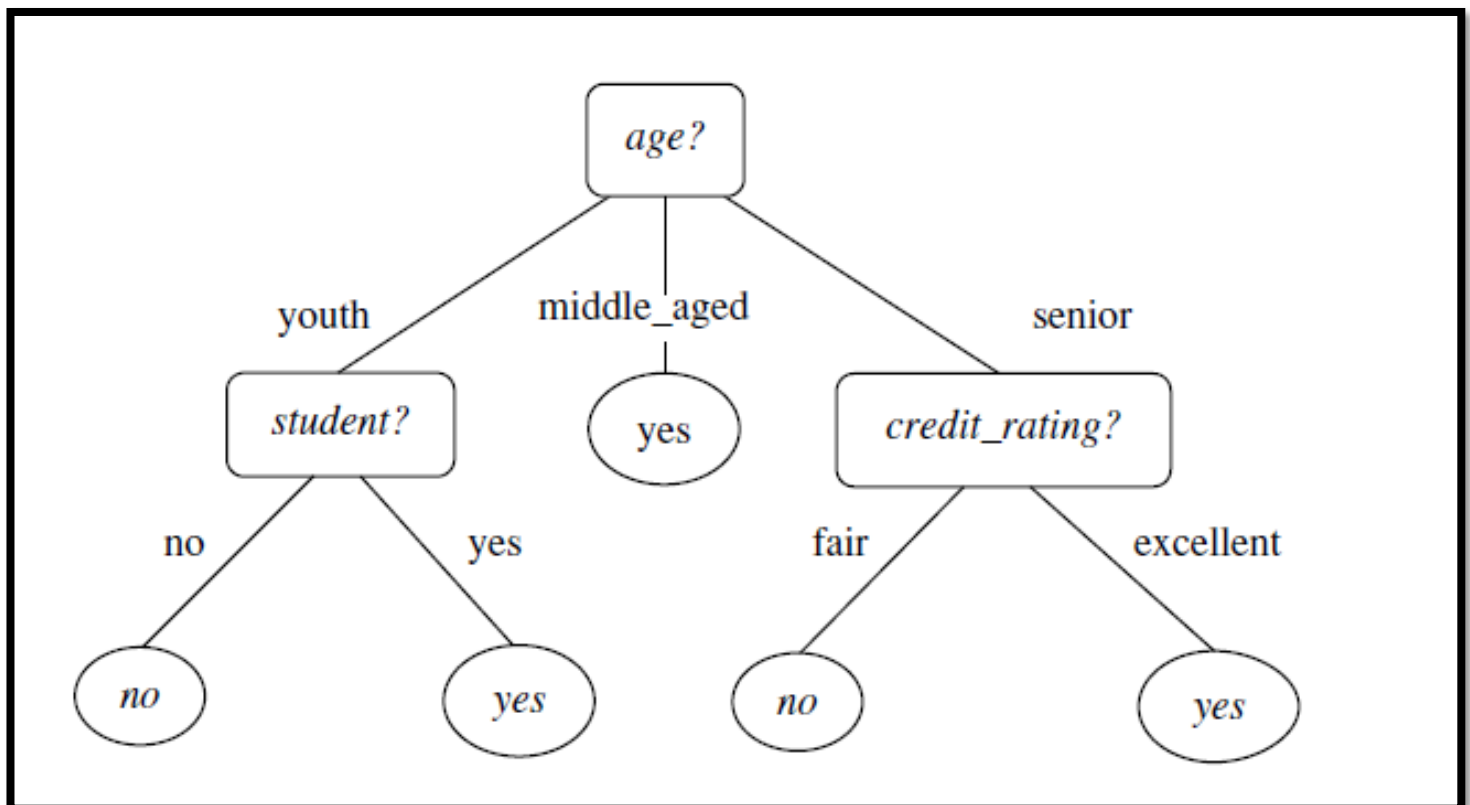 age?
youth
middle_aged
senior
student?
yes
credit_rating?
no
yes
fair
excellent
no
yes
no
yes